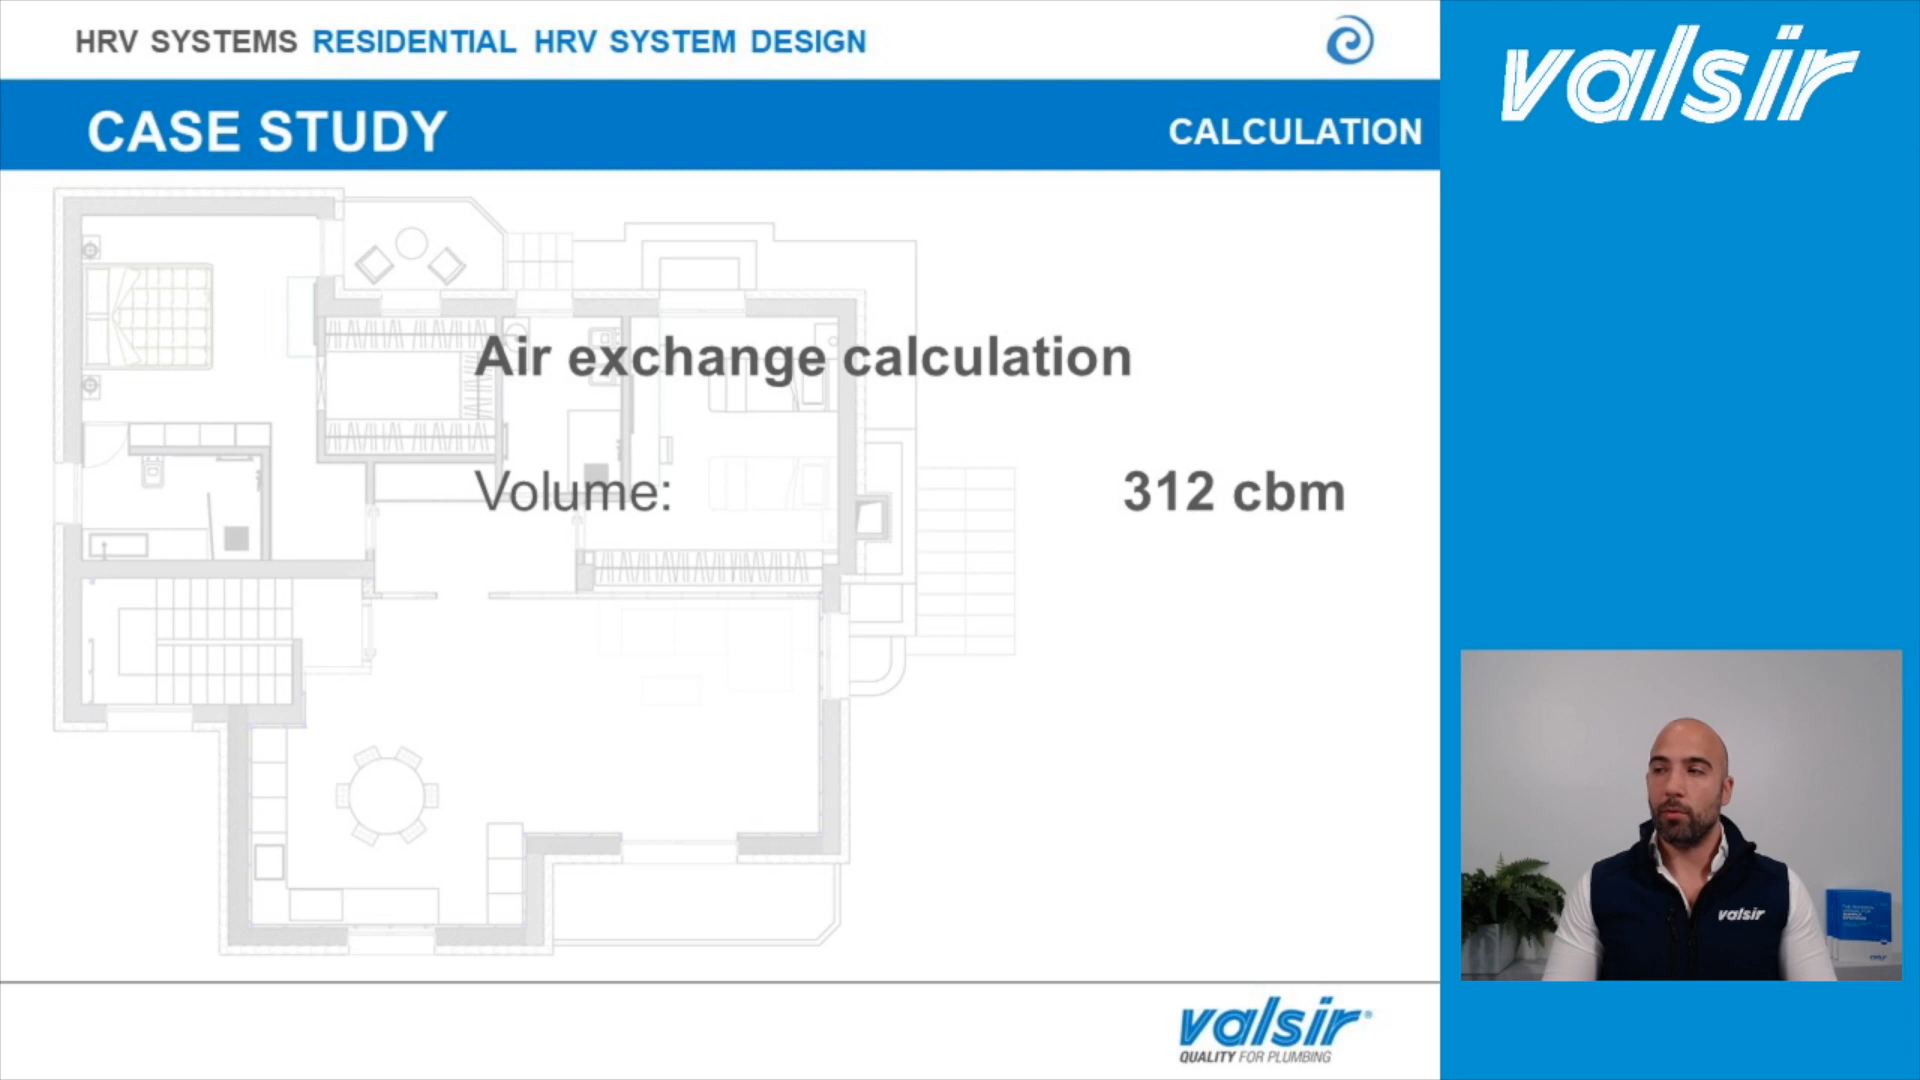 HRV SYSTEMS RESIDENTIAL HRV SYSTEM DESIGN
CASE STUDY
CALCULATION
valsir
Air exchange calculation
Volume:
312 cbm
valsir
valsir®
QUALITY FOR PLUMBING